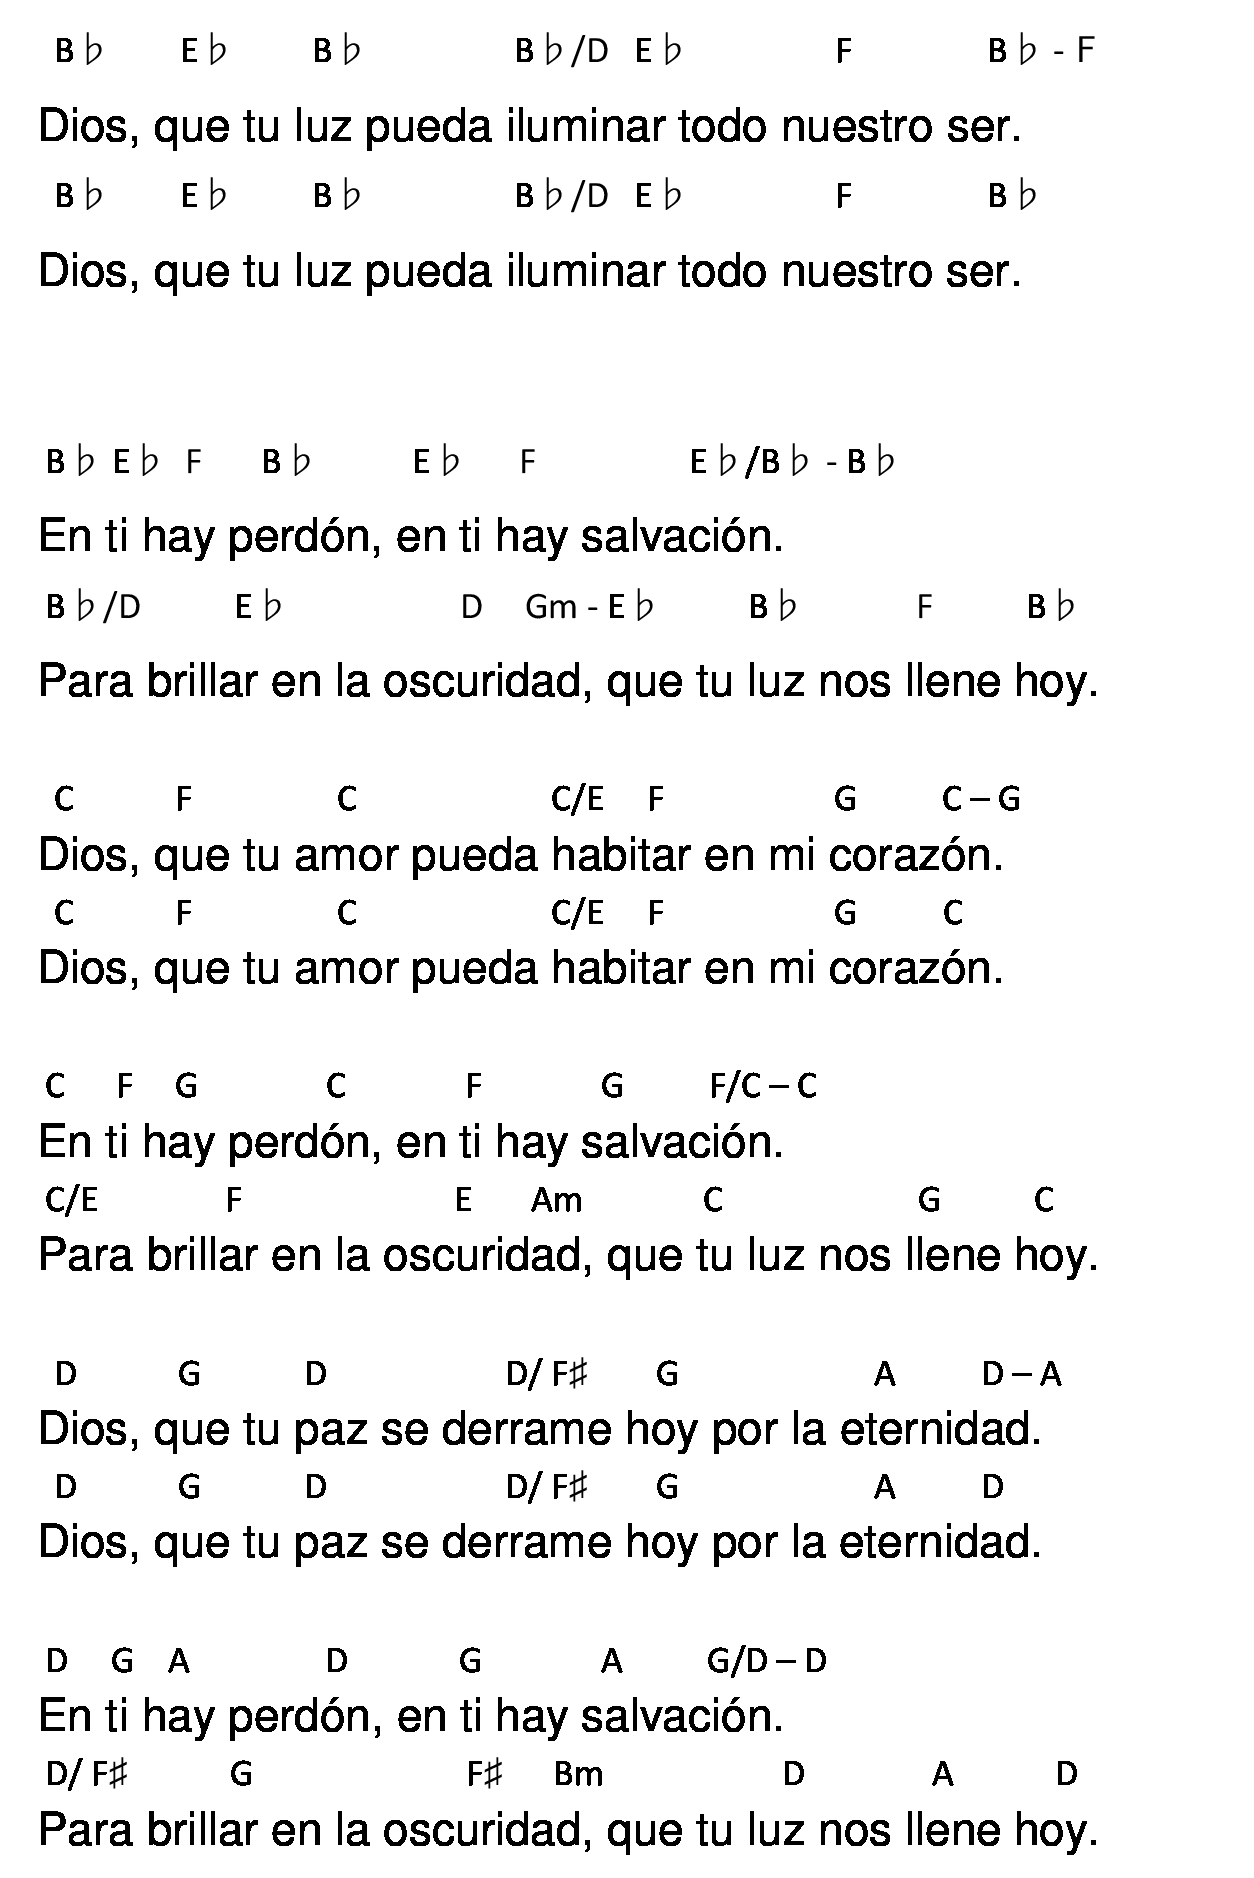 B♭ E♭ B♭ B♭/D E♭ F B♭ - F
Dios, que tu luz pueda iluminar todo nuestro ser.
B♭ E♭ B♭ B♭/D E♭ F B♭
Dios, que tu luz pueda iluminar todo nuestro ser.
B♭ E♭ F B♭ E♭ F E♭/B♭ - B♭
En ti hay perdón, en ti hay salvación.
B♭/D E♭ D Gm - E♭ B♭ F B♭
Para brillar en la oscuridad, que tu luz nos llene hoy.
C F C C/E F G C – G
Dios, que tu amor pueda habitar en mi corazón.
C F C C/E F G C
Dios, que tu amor pueda habitar en mi corazón.
C F G C F G F/C – C
En ti hay perdón, en ti hay salvación.
C/E F E Am C G C
Para brillar en la oscuridad, que tu luz nos llene hoy.
D G D D/ F♯ G A D – A
Dios, que tu paz se derrame hoy por la eternidad.
D G D D/ F♯ G A D
Dios, que tu paz se derrame hoy por la eternidad.
D G A D G A G/D – D
En ti hay perdón, en ti hay salvación.
D/ F♯ G F♯ Bm D A D
Para brillar en la oscuridad, que tu luz nos llene hoy.